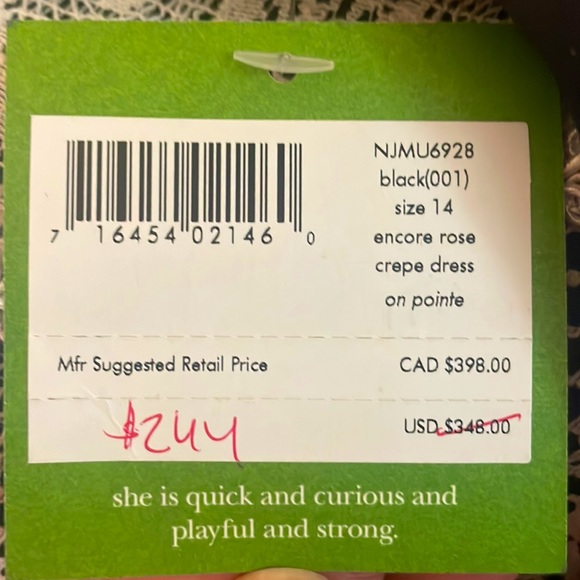 NJMU6928
black(001)
size 14
encore rose
crepe dress
on pointe
7 16454 02146 0
Mfr Suggested Retail Price CAD $398.00
$244 USD $348.00
she is quick and curious and
playful and strong.